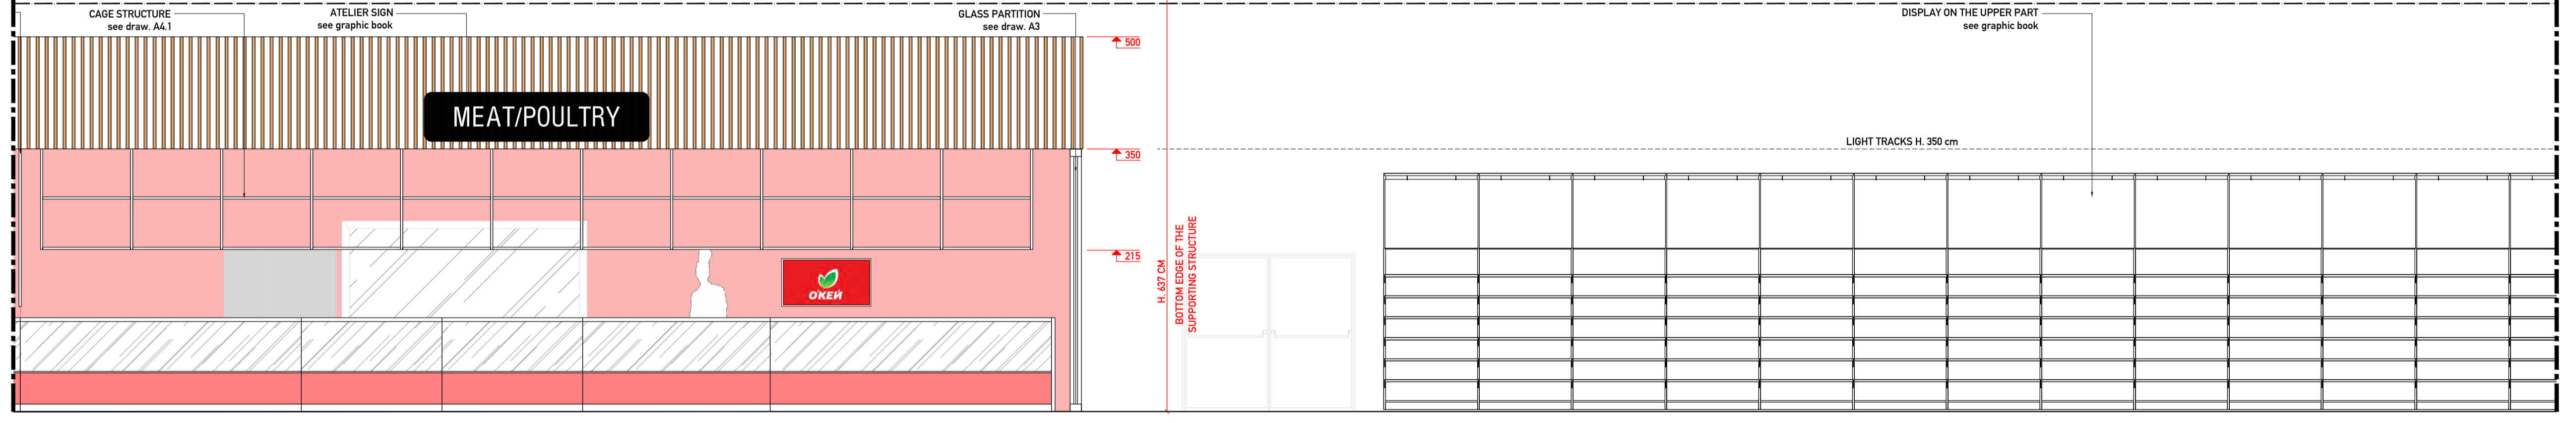 CAGE STRUCTURE
see draw. A4.1
ATELIER SIGN
see graphic book
GLASS PARTITION
see draw. A3
DISPLAY ON THE UPPER PART
see graphic book
500
MEAT/POULTRY
LIGHT TRACKS H. 350 cm
350
215
О'КЕЙ
H. 637 CM
BOTTOM EDGE OF THE
SUPPORTING STRUCTURE